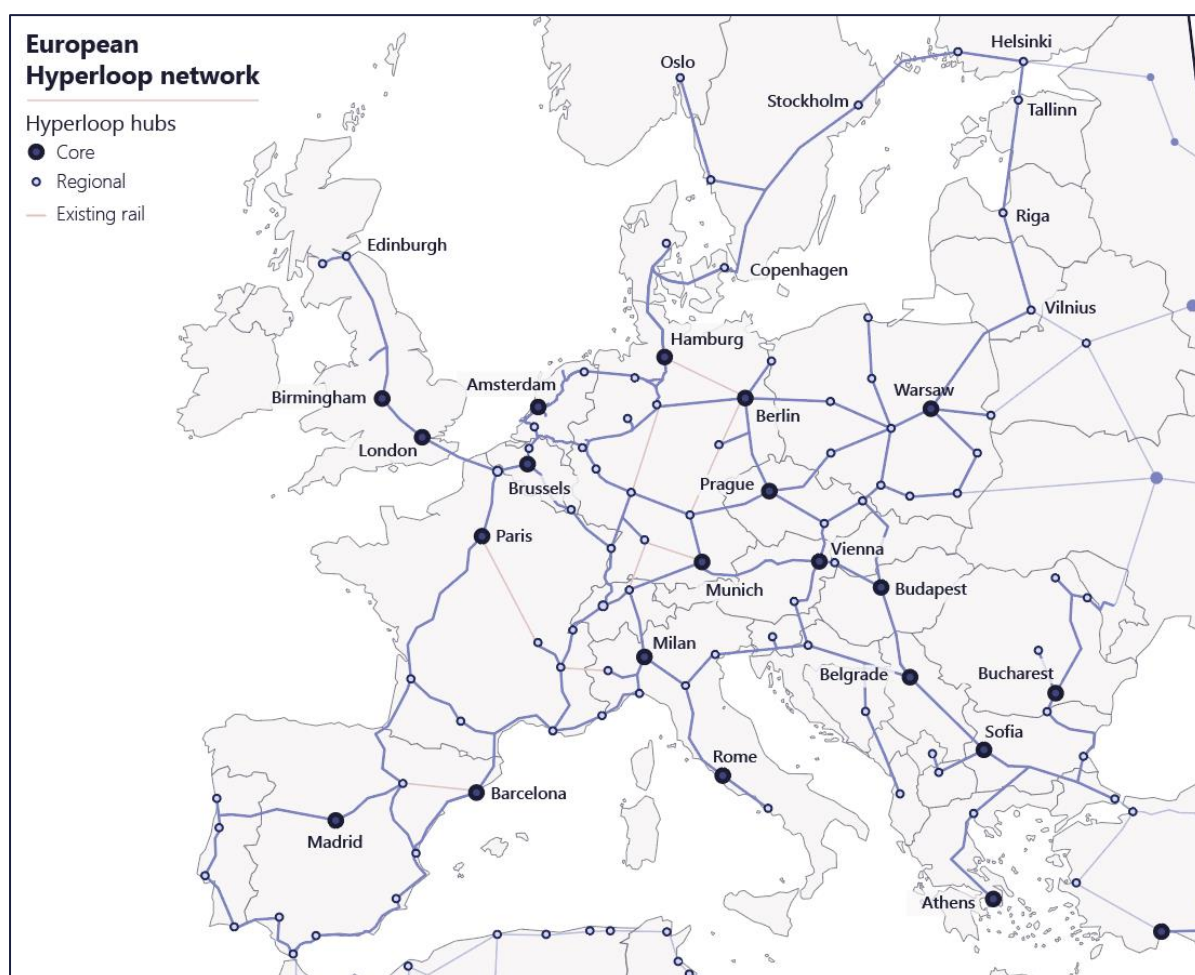 European
Hyperloop network
Hyperloop hubs
Core
Regional
Existing rail
Oslo
Helsinki
Stockholm
Tallinn
Riga
Edinburgh
Copenhagen
Vilnius
Hamburg
Amsterdam
Birmingham
Warsaw
Berlin
London
Brussels
Prague
Paris
Vienna
Munich
Budapest
Milan
Belgrade
Bucharest
Sofia
Rome
Barcelona
Madrid
Athens